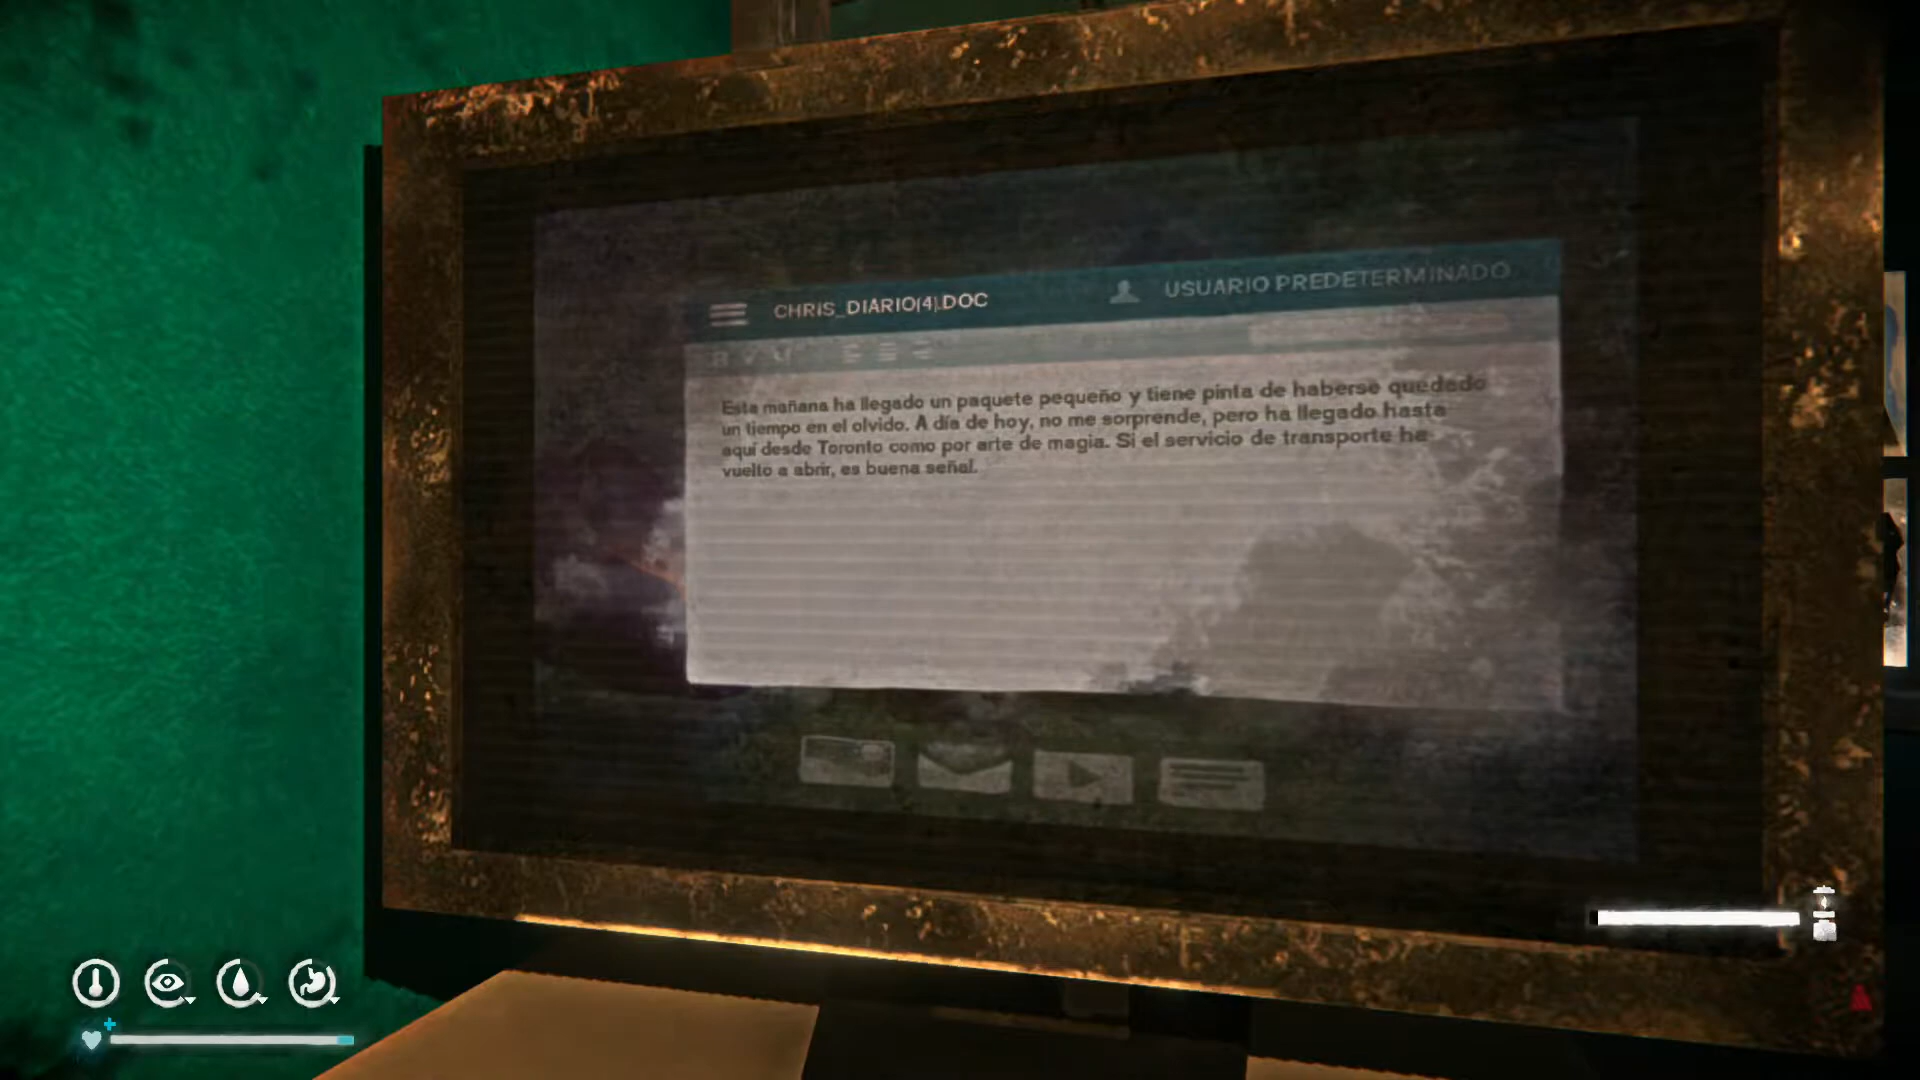 CHRIS_DIARIO(4).DOC
USUARIO PREDETERMINADO
Esta mañana ha llegado un paquete pequeño y tiene pinta de haberse quedado
un tiempo en el olvido. A día de hoy, no me sorprende, pero ha llegado hasta
aquí desde Toronto como por arte de magia. Si el servicio de transporte ha
vuelto a abrir, es buena señal.